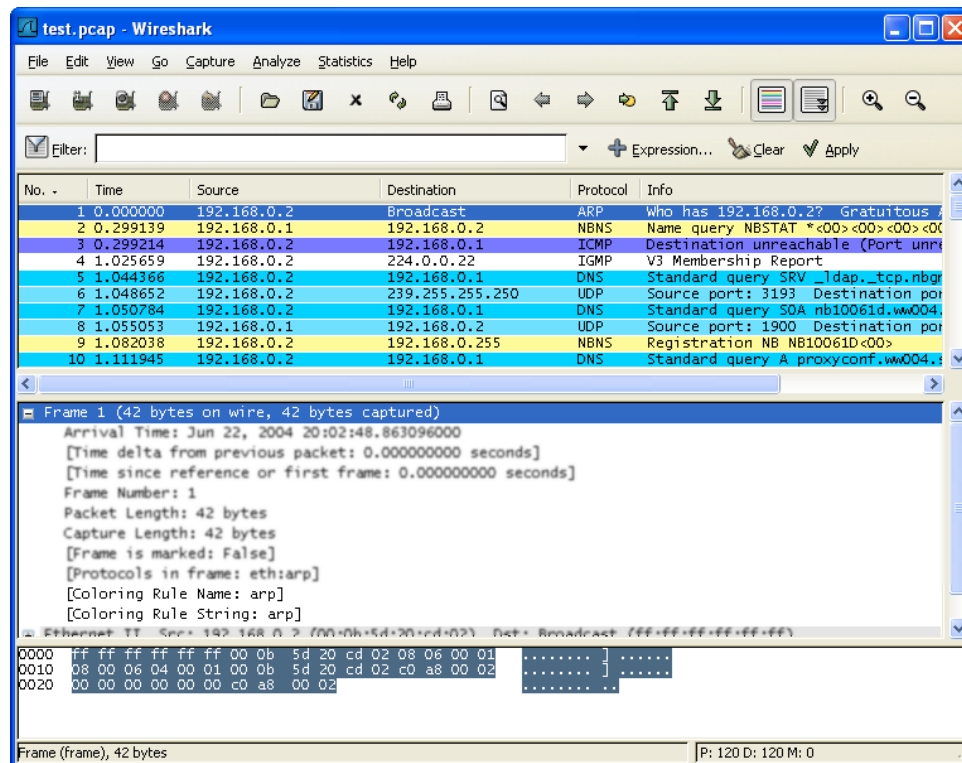 test.pcap - Wireshark
File Edit View Go Capture Analyze Statistics Help
Filter: Expression... Clear Apply
No. - Time Source Destination Protocol Info
1 0.000000 192.168.0.2 Broadcast ARP Who has 192.168.0.2? Gratuitous
2 0.299139 192.168.0.1 192.168.0.2 NBNS Name query NBSTAT *<00><00><00><00
3 0.299214 192.168.0.2 192.168.0.1 ICMP Destination unreachable (Port unre
4 1.025659 192.168.0.2 224.0.0.22 IGMP V3 Membership Report
5 1.044366 192.168.0.2 192.168.0.1 DNS Standard query SRV _ldap._tcp.nbgm
6 1.048652 192.168.0.2 239.255.255.250 UDP Source port: 3193 Destination por
7 1.050784 192.168.0.2 192.168.0.1 DNS Standard query SOA nb10061d.ww004.
8 1.055053 192.168.0.1 192.168.0.2 UDP Source port: 1900 Destination por
9 1.082038 192.168.0.2 192.168.0.255 NBNS Registration NB NB10061D<00>
10 1.111945 192.168.0.2 192.168.0.1 DNS Standard query A proxyconf.ww004.s
Frame 1 (42 bytes on wire, 42 bytes captured)
Arrival Time: Jun 22, 2004 20:02:48.863096000
[Time delta from previous packet: 0.000000000 seconds]
[Time since reference or first frame: 0.000000000 seconds]
Frame Number: 1
Packet Length: 42 bytes
Capture Length: 42 bytes
[Frame is marked: False]
[Protocols in frame: eth:arp]
[Coloring Rule Name: arp]
[Coloring Rule String: arp]
Ethernet II, Src: 192.168.0.2 (00:0b:5d:20:cd:02), Dst: Broadcast (ff:ff:ff:ff:ff:ff)
0000 ff ff ff ff ff ff 00 0b 5d 20 cd 02 08 06 00 01 ........ ] ......
0010 08 00 06 04 00 01 00 0b 5d 20 cd 02 c0 a8 00 02 ........ ] ......
0020 00 00 00 00 00 00 c0 a8 00 02 ........ ..
Frame (frame), 42 bytes P: 120 D: 120 M: 0